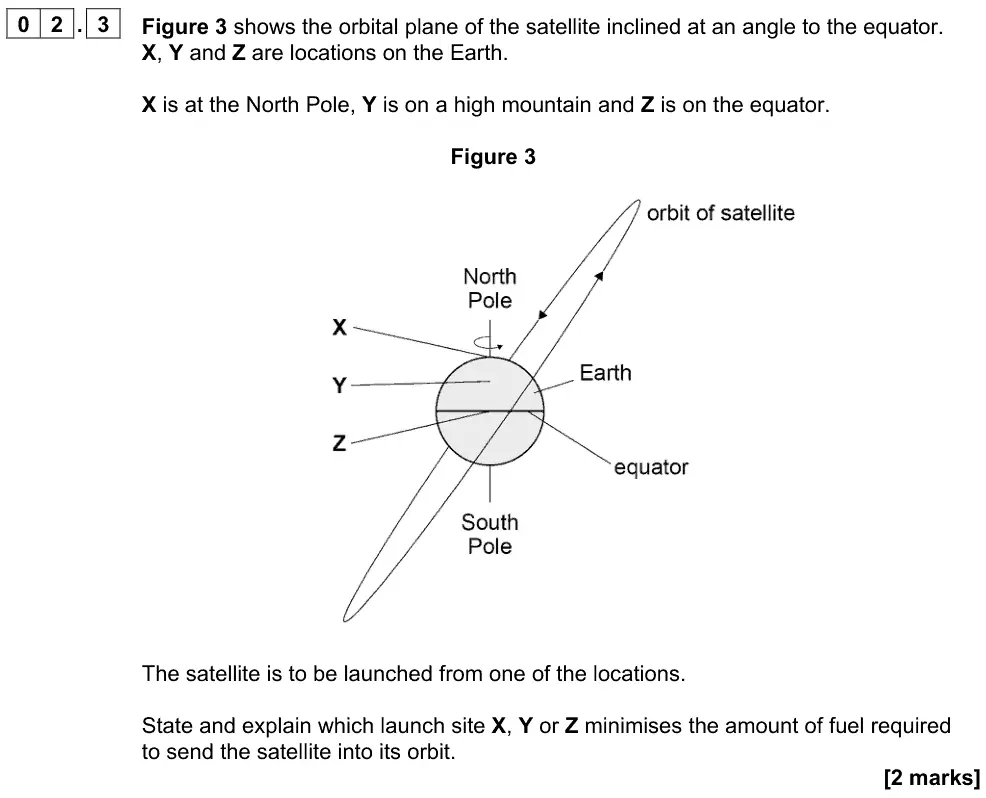 0 2 . 3 Figure 3 shows the orbital plane of the satellite inclined at an angle to the equator.
X, Y and Z are locations on the Earth.
X is at the North Pole, Y is on a high mountain and Z is on the equator.
Figure 3
orbit of satellite
North
Pole
X
Y
Earth
Z
equator
South
Pole
The satellite is to be launched from one of the locations.
State and explain which launch site X, Y or Z minimises the amount of fuel required
to send the satellite into its orbit.
[2 marks]